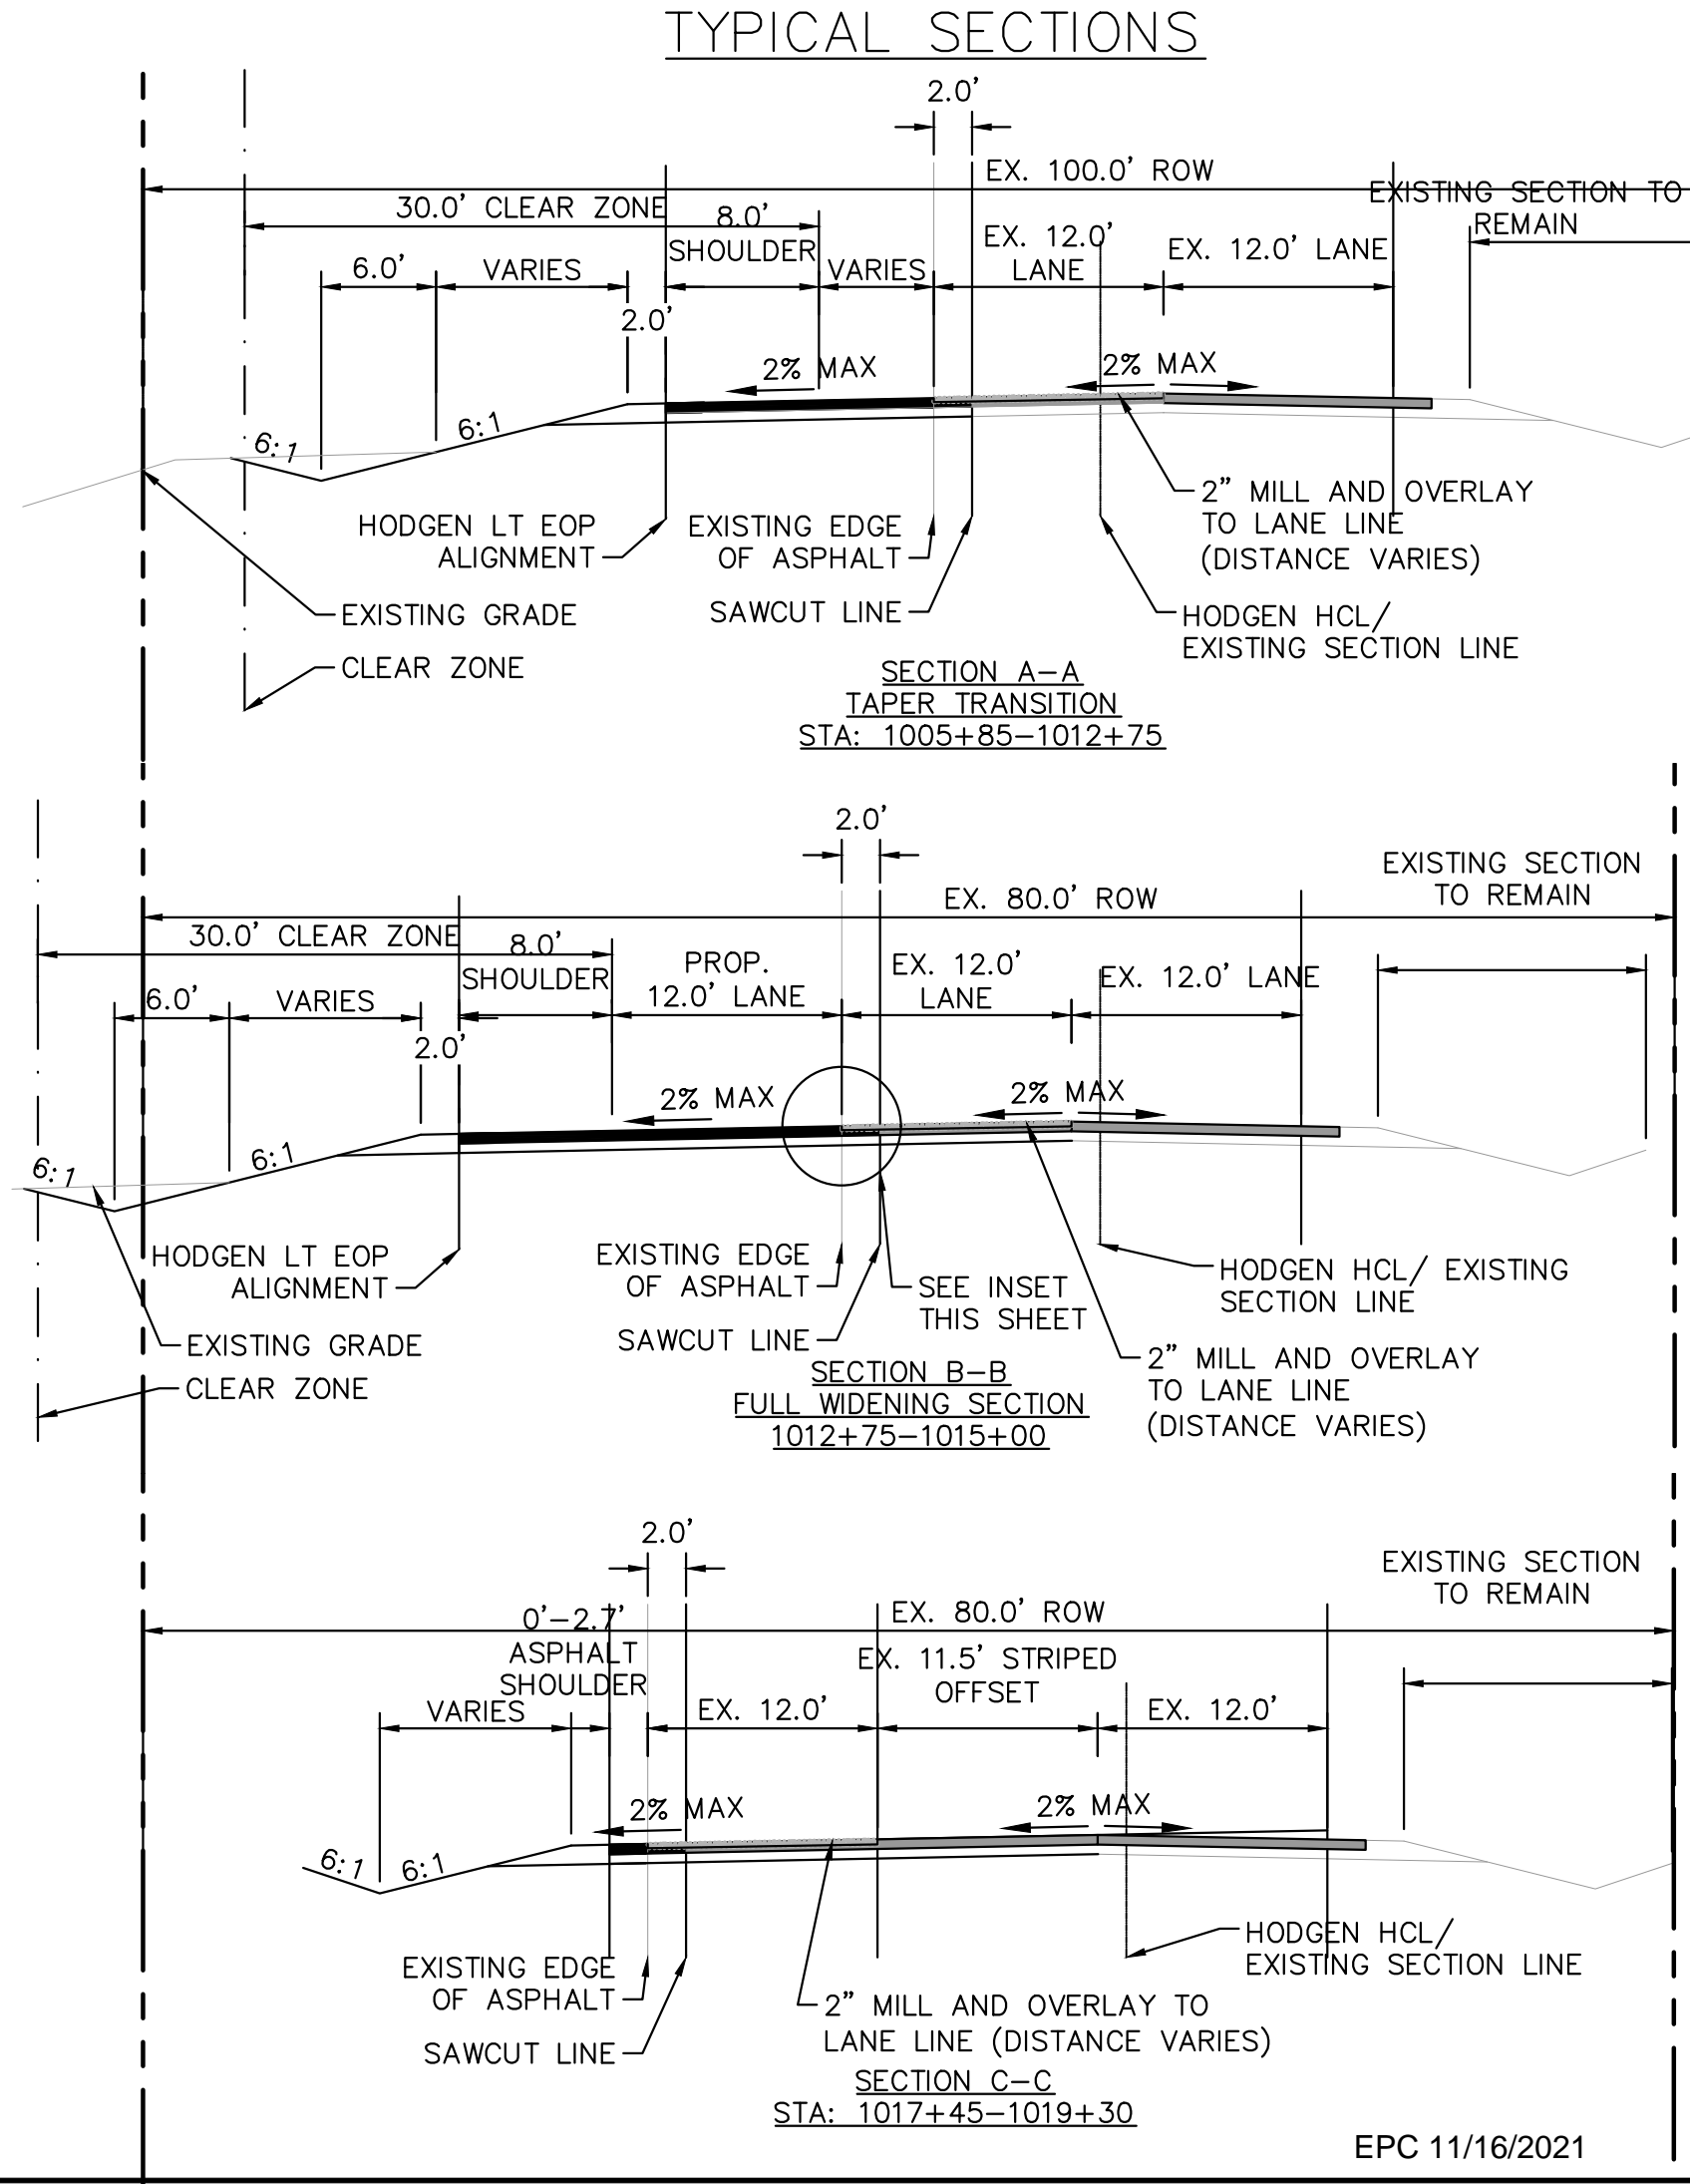 TYPICAL SECTIONS
2.0'
EX. 100.0' ROW
EXISTING SECTION TO
REMAIN
30.0' CLEAR ZONE
8.0'
SHOULDER
EX. 12.0'
LANE
EX. 12.0' LANE
6.0'
VARIES
VARIES
2.0'
2% MAX
2% MAX
6:1
6:1
2" MILL AND OVERLAY
TO LANE LINE
(DISTANCE VARIES)
HODGEN LT EOP
ALIGNMENT
EXISTING EDGE
OF ASPHALT
EXISTING GRADE
SAWCUT LINE
HODGEN HCL/
EXISTING SECTION LINE
CLEAR ZONE
SECTION A-A
TAPER TRANSITION
STA: 1005+85-1012+75
2.0'
EXISTING SECTION
TO REMAIN
EX. 80.0' ROW
30.0' CLEAR ZONE
8.0'
SHOULDER
PROP.
12.0' LANE
EX. 12.0'
LANE
EX. 12.0' LANE
6.0'
VARIES
2.0'
2% MAX
2% MAX
6:1
6:1
HODGEN LT EOP
ALIGNMENT
EXISTING EDGE
OF ASPHALT
SEE INSET
THIS SHEET
HODGEN HCL/ EXISTING
SECTION LINE
EXISTING GRADE
SAWCUT LINE
2" MILL AND OVERLAY
TO LANE LINE
(DISTANCE VARIES)
CLEAR ZONE
SECTION B-B
FULL WIDENING SECTION
1012+75-1015+00
2.0'
EXISTING SECTION
TO REMAIN
EX. 80.0' ROW
0'-2.7'
ASPHALT
SHOULDER
EX. 11.5' STRIPED
OFFSET
VARIES
EX. 12.0'
EX. 12.0'
2% MAX
2% MAX
6:1
6:1
HODGEN HCL/
EXISTING SECTION LINE
EXISTING EDGE
OF ASPHALT
2" MILL AND OVERLAY TO
LANE LINE (DISTANCE VARIES)
SAWCUT LINE
SECTION C-C
STA: 1017+45-1019+30
EPC 11/16/2021